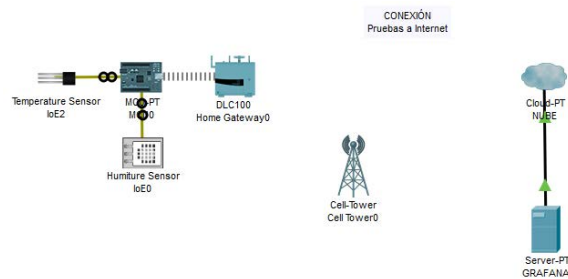 CONEXIÓN
Pruebas a Internet
Temperature Sensor
IoE2
DLC100
Home Gateway0
Humiture Sensor
IoE0
Cell-Tower
Cell Tower0
Cloud-PT
NUBE
Server-PT
GRAFANA